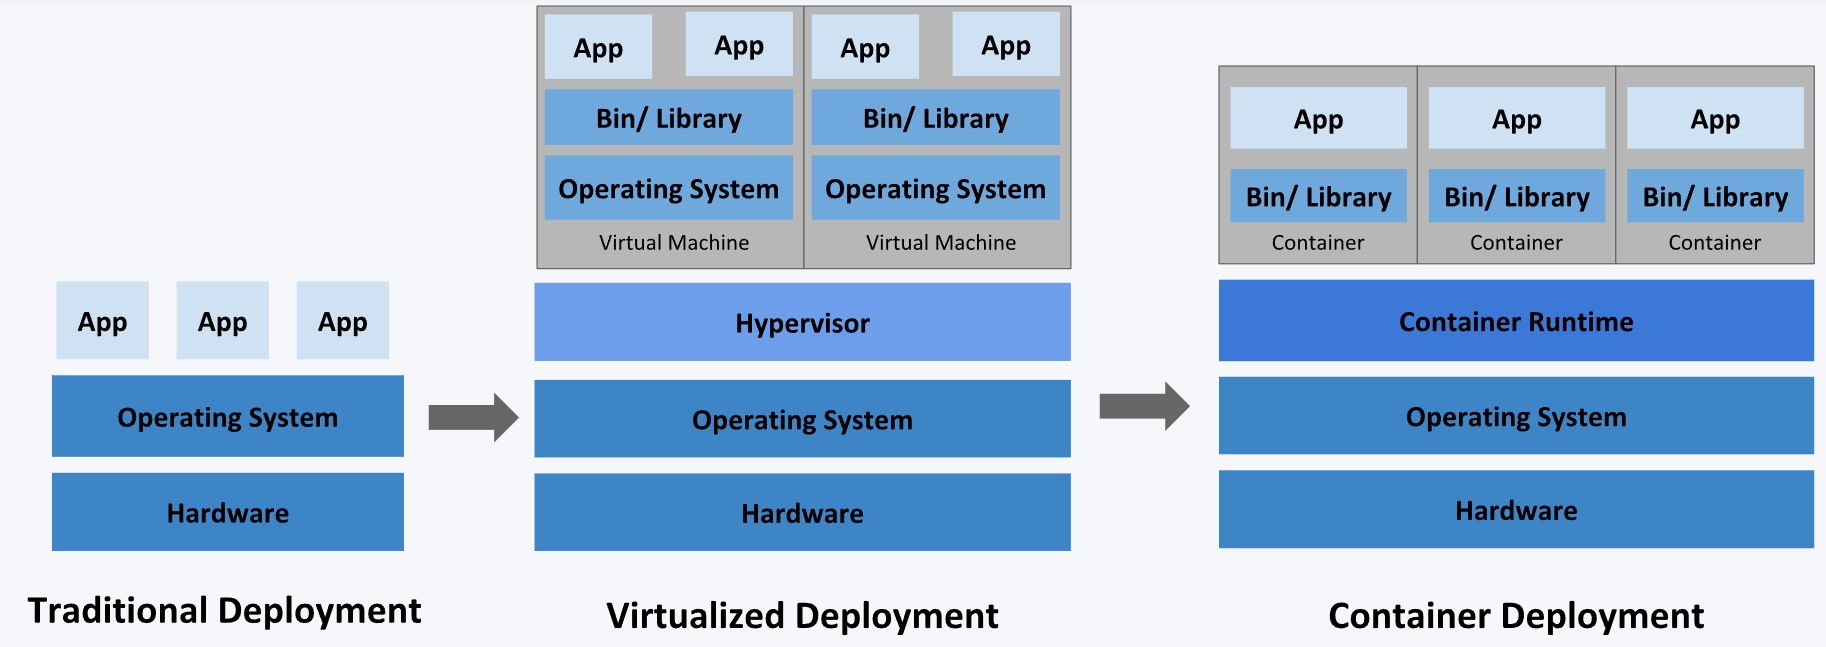 App
App
App
Operating System
Hardware
Traditional Deployment
App
App
App
App
Bin/ Library
Bin/ Library
Operating System
Operating System
Virtual Machine
Virtual Machine
Hypervisor
Operating System
Hardware
Virtualized Deployment
App
App
App
Bin/ Library
Bin/ Library
Bin/ Library
Container
Container
Container
Container Runtime
Operating System
Hardware
Container Deployment